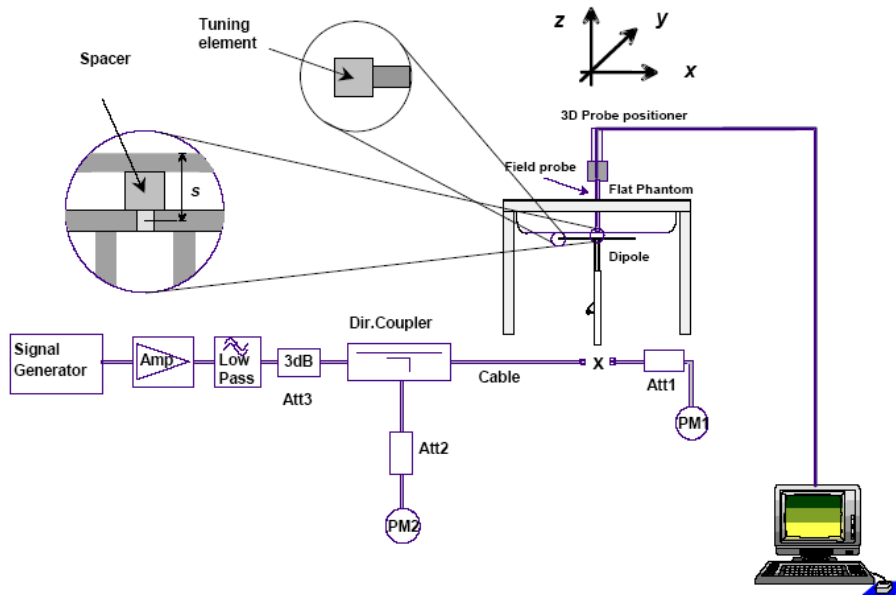 Tuning
element
Spacer
s
z
y
x
3D Probe positioner
Field probe
Flat Phantom
Dipole
Dir.Coupler
Signal
Generator
Amp
Low
Pass
3dB
Att3
Cable
x
Att1
PM1
Att2
PM2